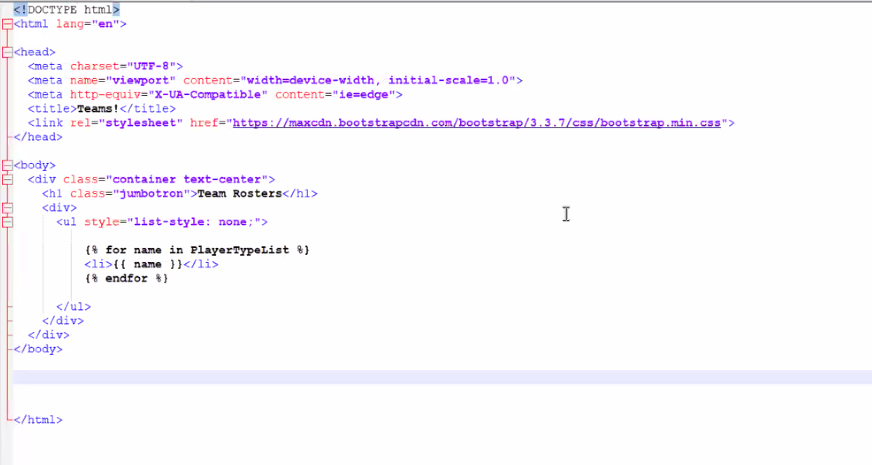 <!DOCTYPE html>
<html lang="en">
<head>
<meta charset="UTF-8">
<meta name="viewport" content="width=device-width, initial-scale=1.0">
<meta http-equiv="X-UA-Compatible" content="ie=edge">
<title>Teams!</title>
<link rel="stylesheet" href="https://maxcdn.bootstrapcdn.com/bootstrap/3.3.7/css/bootstrap.min.css">
</head>
<body>
<div class="container text-center">
<h1 class="jumbotron">Team Rosters</h1>
<div>
<ul style="list-style: none;">
{% for name in PlayerTypeList %}
<li>{{ name }}</li>
{% endfor %}
</ul>
</div>
</div>
</body>
</html>